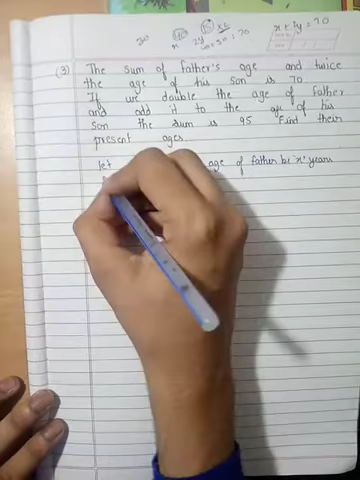 x + 2y = 70
(3) The sum of father's age and twice
the age of his son is 70
If we double the age of father
and add it to the age of his
son the sum is 95 Find their
present ages
let age of father be 'x' years